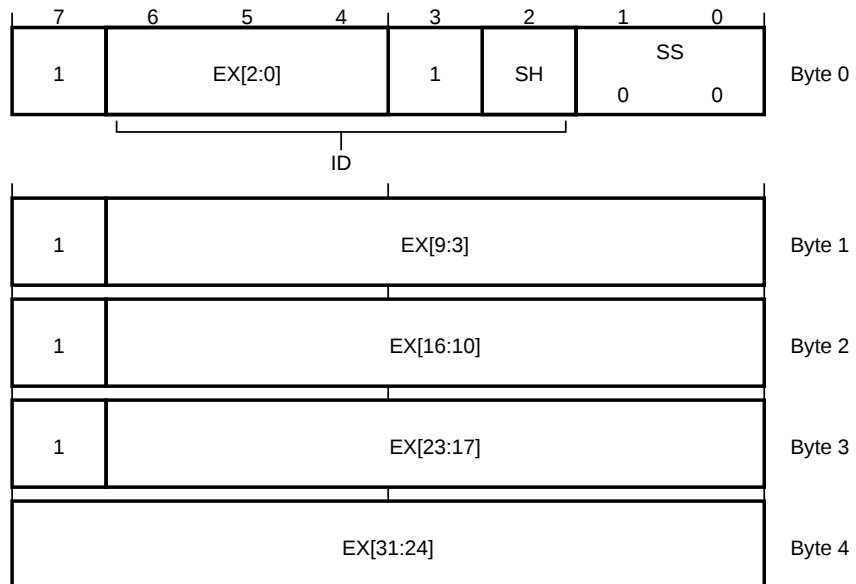 7 6 5 4 3 2 1 0
1 EX[2:0] 1 SH SS Byte 0
0 0
ID
1 EX[9:3] Byte 1
1 EX[16:10] Byte 2
1 EX[23:17] Byte 3
EX[31:24] Byte 4